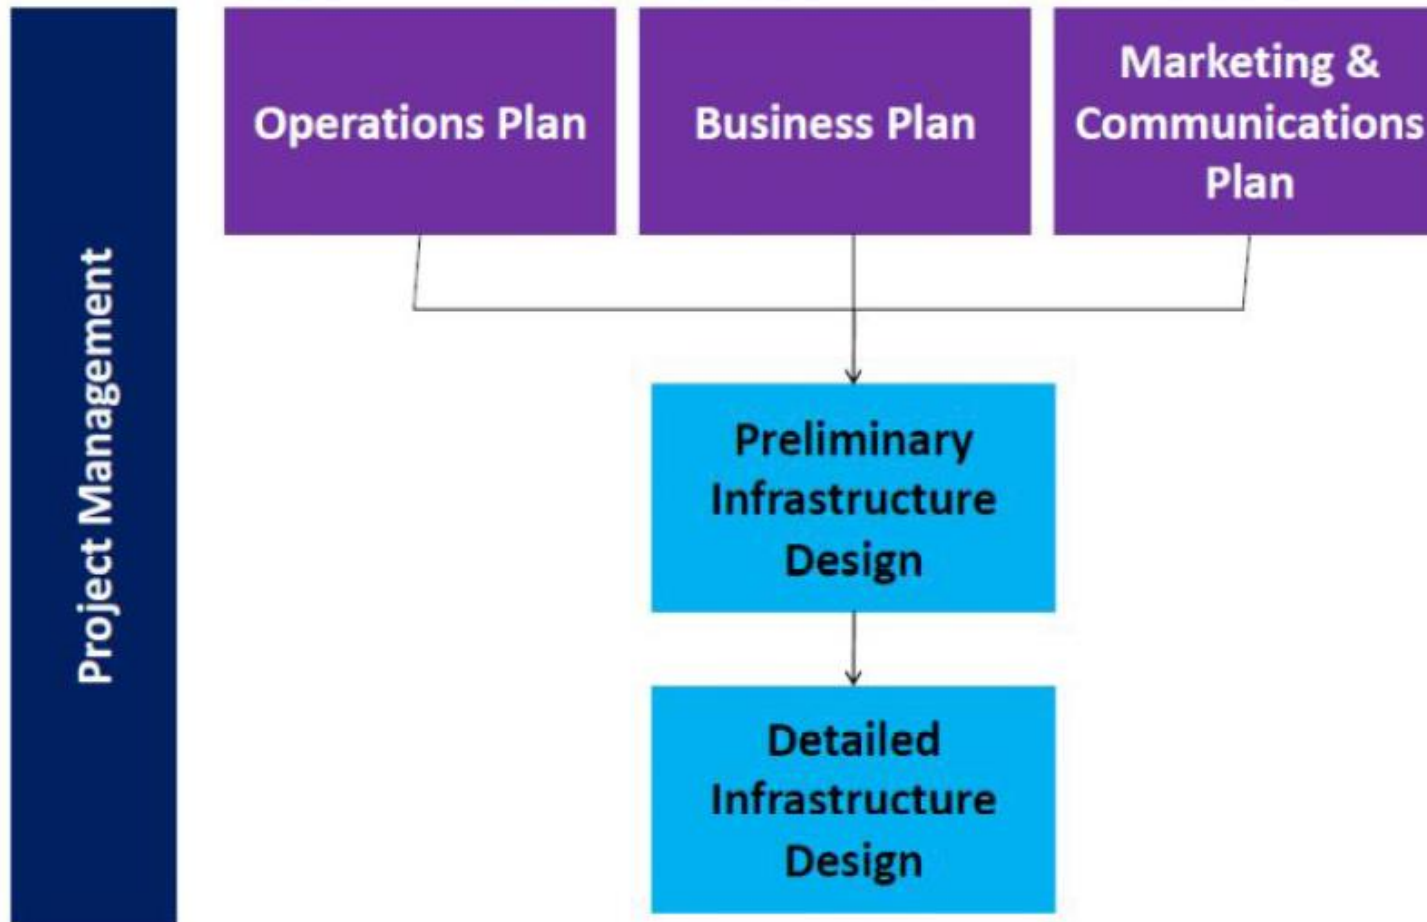 Project Management
Operations Plan
Business Plan
Marketing &
Communications
Plan
Preliminary
Infrastructure
Design
Detailed
Infrastructure
Design